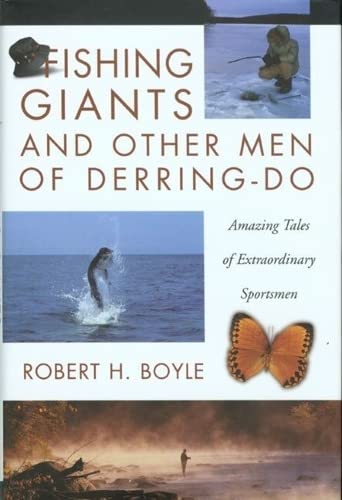 FISHING
GIANTS
AND OTHER MEN
OF DERRING-DO
Amazing Tales
of Extraordinary
Sportsmen
ROBERT H. BOYLE